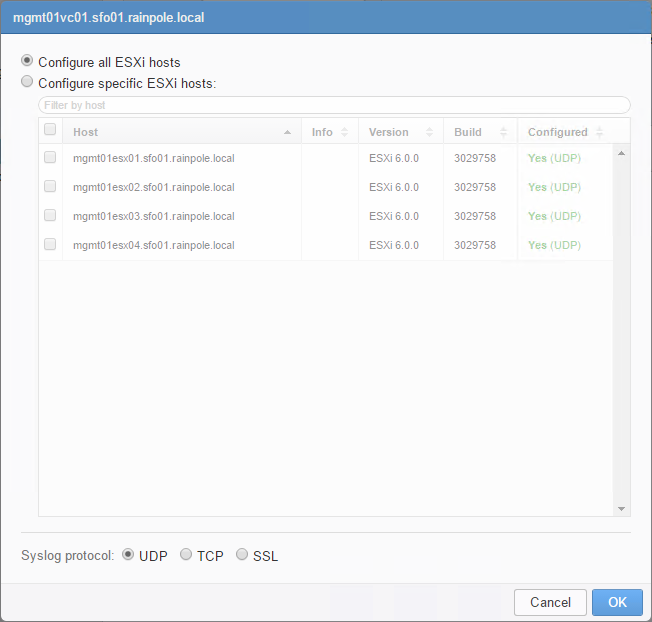 mgmt01vc01.sfo01.rainpole.local
Configure all ESXi hosts
Configure specific ESXi hosts:
Filter by host
Host Info Version Build Configured
mgmt01esx01.sfo01.rainpole.local ESXi 6.0.0 3029758 Yes (UDP)
mgmt01esx02.sfo01.rainpole.local ESXi 6.0.0 3029758 Yes (UDP)
mgmt01esx03.sfo01.rainpole.local ESXi 6.0.0 3029758 Yes (UDP)
mgmt01esx04.sfo01.rainpole.local ESXi 6.0.0 3029758 Yes (UDP)
Syslog protocol: UDP TCP SSL
Cancel OK